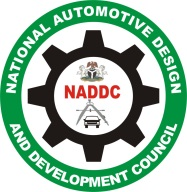 NATIONAL AUTOMOTIVE DESIGN
AND DEVELOPMENT COUNCIL
NADDC